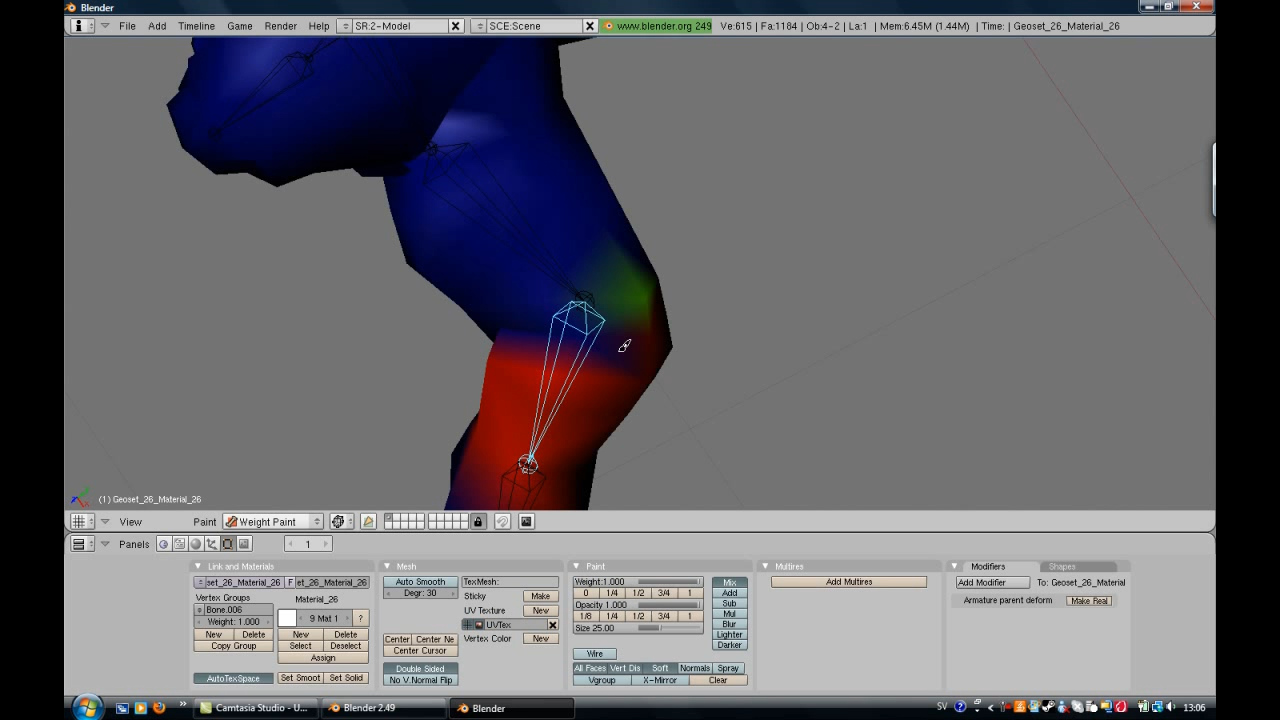 Blender
File Add Timeline Game Render Help SR:2-Model SCE:Scene www.blender.org 249 Ve:615 | Fa:1184 | Ob:4-2 | La:1 | Mem:6.45M (1.44M) | Time: | Geoset_26_Material_26
(1) Geoset_26_Material_26
View Paint Weight Paint
Panels 1
Link and Materials Mesh Paint Multires Modifiers Shapes
set_26_Material_26 F et_26_Material_26 Auto Smooth TexMesh: Weight:1.000 Mix Add Multires Add Modifier To: Geoset_26_Material
Vertex Groups Material_26 Degr: 30 Sticky Make 0 1/4 1/2 3/4 1 Add Armature parent deform Make Real
Bone.006 9 Mat 1 ? UV Texture New Opacity 1.000 Sub
Weight: 1.000 UVTex 1/8 1/4 1/2 3/4 1 Mul
New Delete New Delete Center Center Ne Vertex Color New Size 25.00 Blur
Copy Group Select Deselect Center Cursor Lighter
Assign Wire Darker
Double Sided All Faces Vert Dis Soft Normals Spray
AutoTexSpace Set Smoot Set Solid No V.Normal Flip Vgroup X-Mirror Clear
Camtasia Studio - U... Blender 2.49 Blender SV 13:06